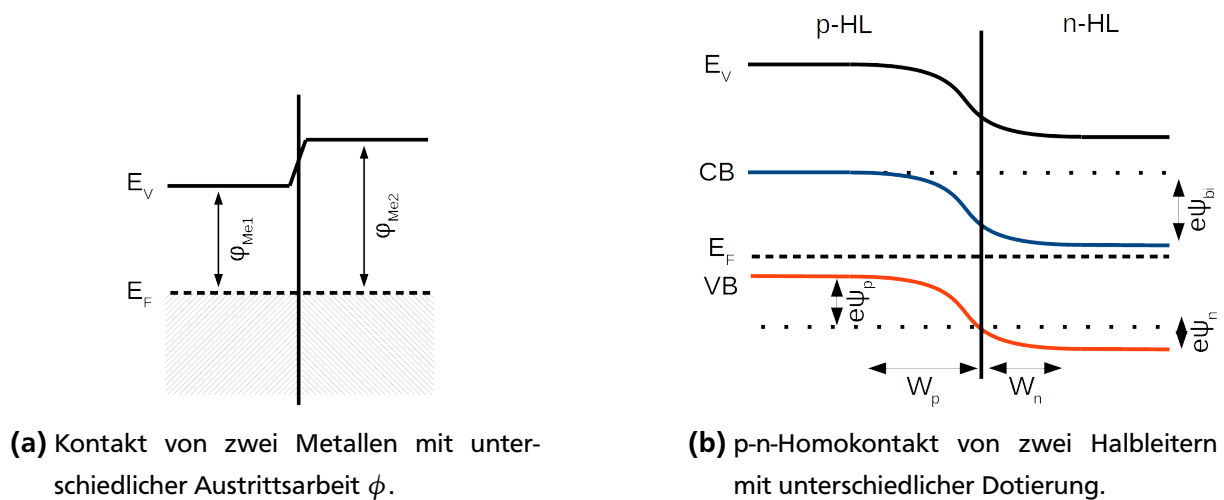 E_V
φ_Me1
φ_Me2
E_F
(a) Kontakt von zwei Metallen mit unter-
schiedlicher Austrittsarbeit ϕ.
p-HL
n-HL
E_V
CB
eψ_bi
E_F
VB
eψ_p
eψ_n
W_p
W_n
(b) p-n-Homokontakt von zwei Halbleitern
mit unterschiedlicher Dotierung.